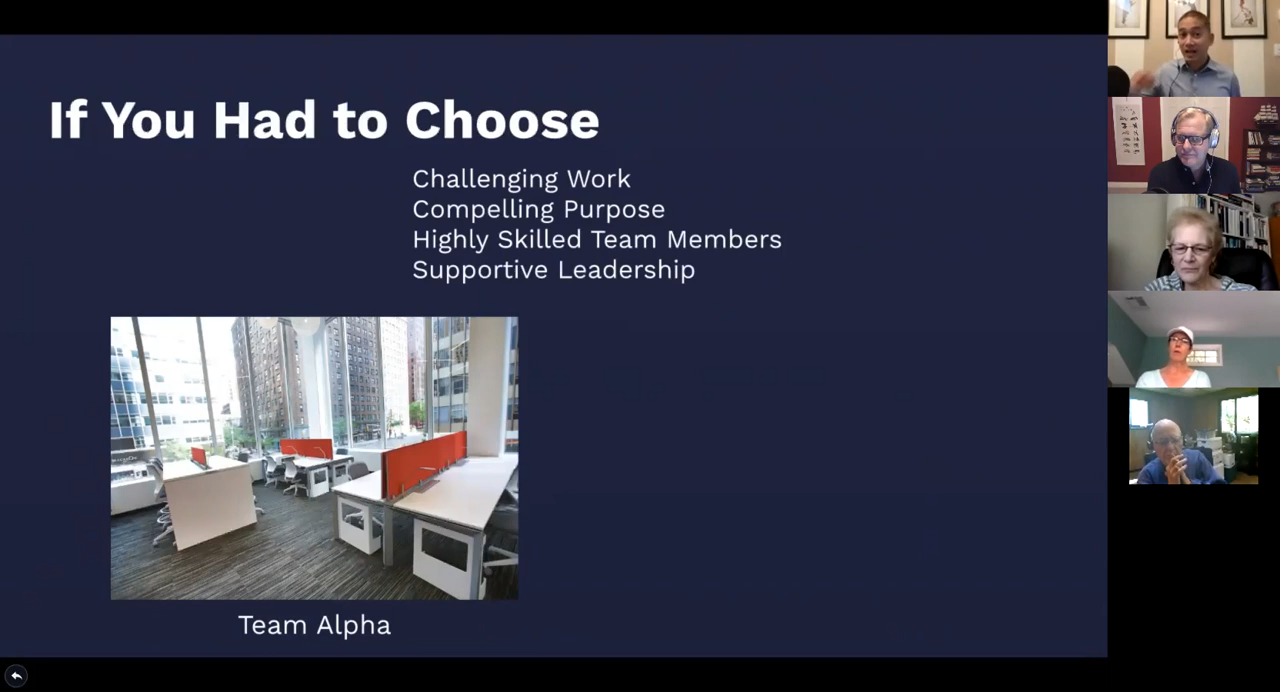 If You Had to Choose
Challenging Work
Compelling Purpose
Highly Skilled Team Members
Supportive Leadership
Team Alpha